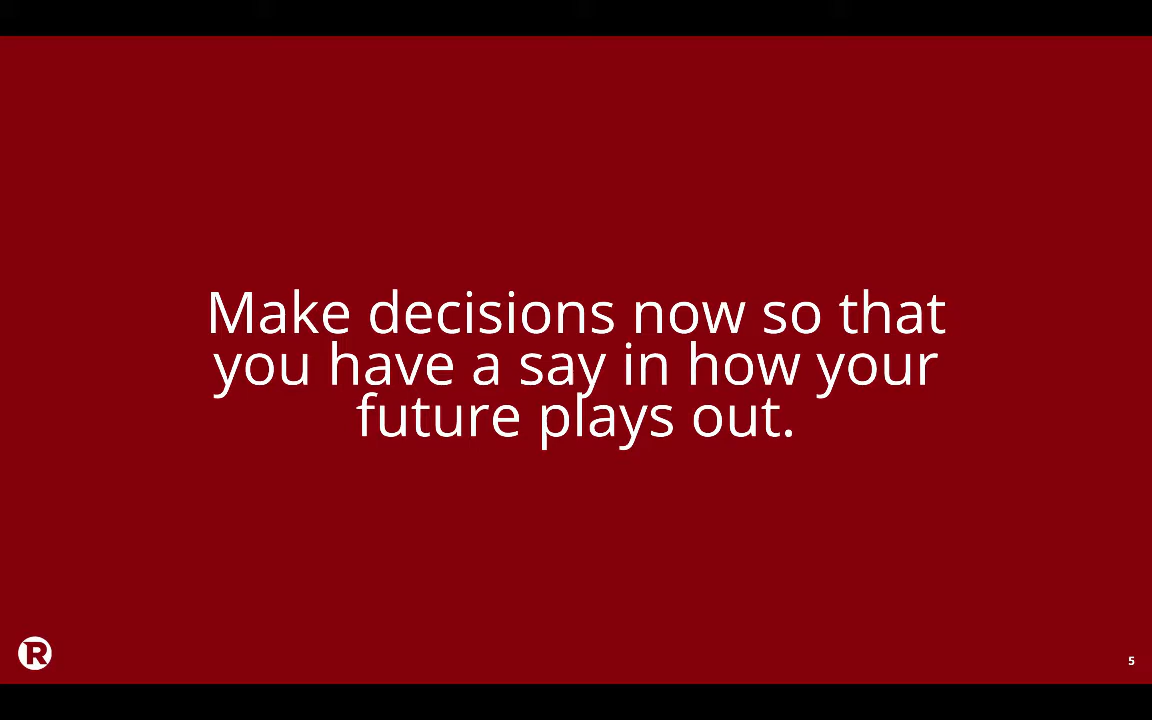 Make decisions now so that
you have a say in how your
future plays out.
R
5